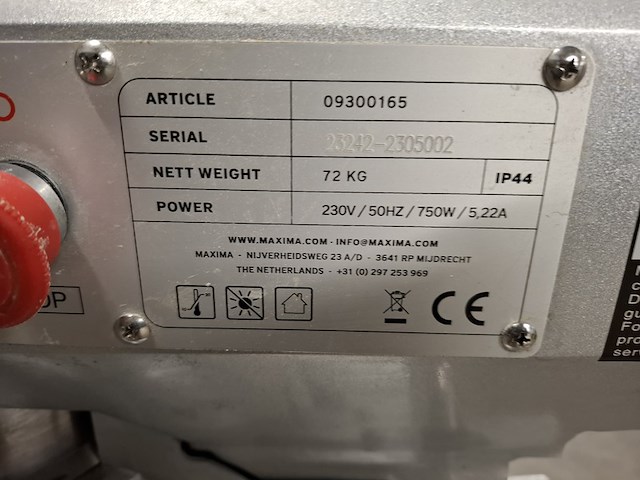 ARTICLE 09300165
SERIAL 23242-2305002
NETT WEIGHT 72 KG IP44
POWER 230V / 50HZ / 750W / 5,22A
WWW.MAXIMA.COM - INFO@MAXIMA.COM
MAXIMA - NIJVERHEIDSWEG 23 A/D - 3641 RP MIJDRECHT
THE NETHERLANDS - +31 (0) 297 253 969
CE